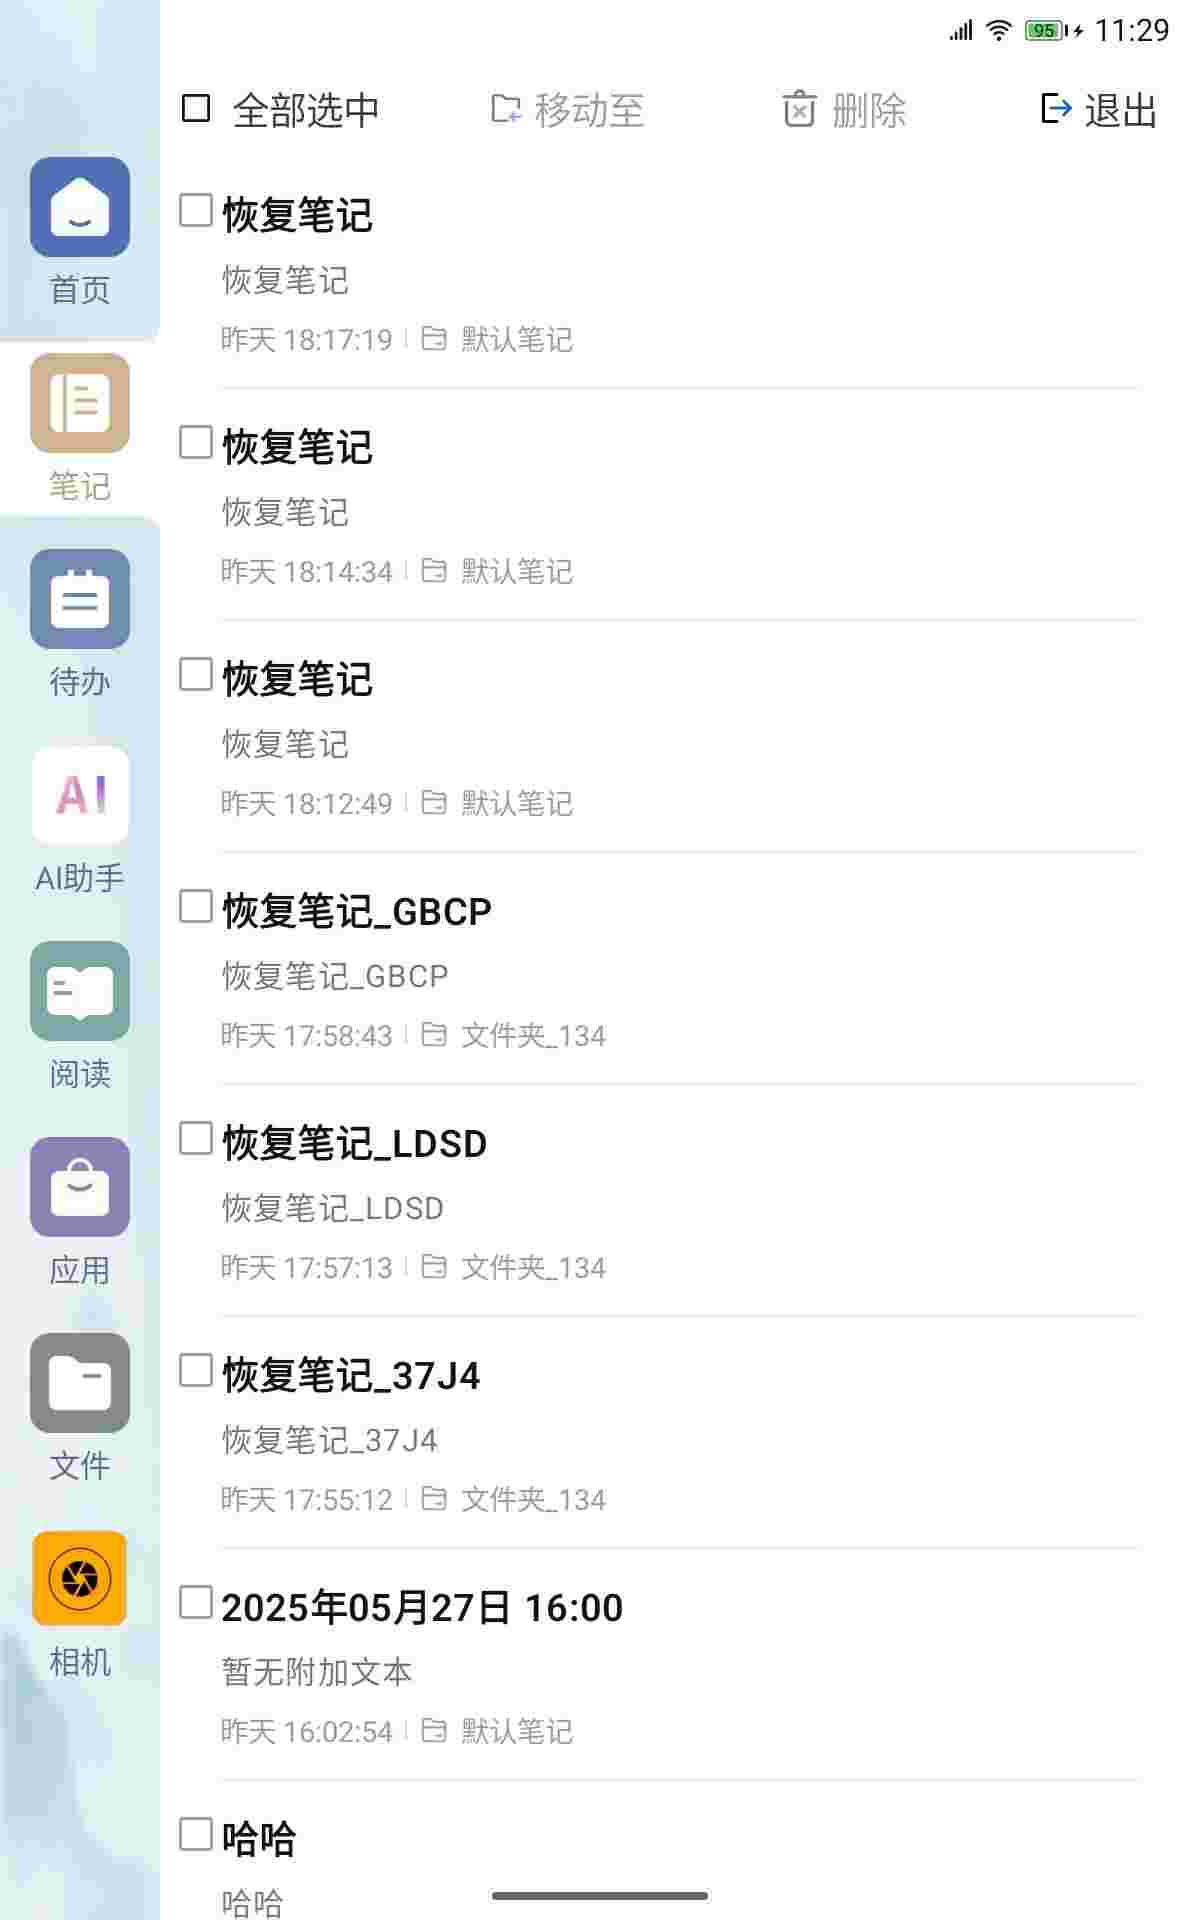 95 11:29
全部选中 移动至 删除 退出
首页
笔记
待办
AI
AI助手
阅读
应用
文件
相机
恢复笔记
恢复笔记
昨天 18:17:19 默认笔记
恢复笔记
恢复笔记
昨天 18:14:34 默认笔记
恢复笔记
恢复笔记
昨天 18:12:49 默认笔记
恢复笔记_GBCP
恢复笔记_GBCP
昨天 17:58:43 文件夹_134
恢复笔记_LDSD
恢复笔记_LDSD
昨天 17:57:13 文件夹_134
恢复笔记_37J4
恢复笔记_37J4
昨天 17:55:12 文件夹_134
2025年05月27日 16:00
暂无附加文本
昨天 16:02:54 默认笔记
哈哈
哈哈